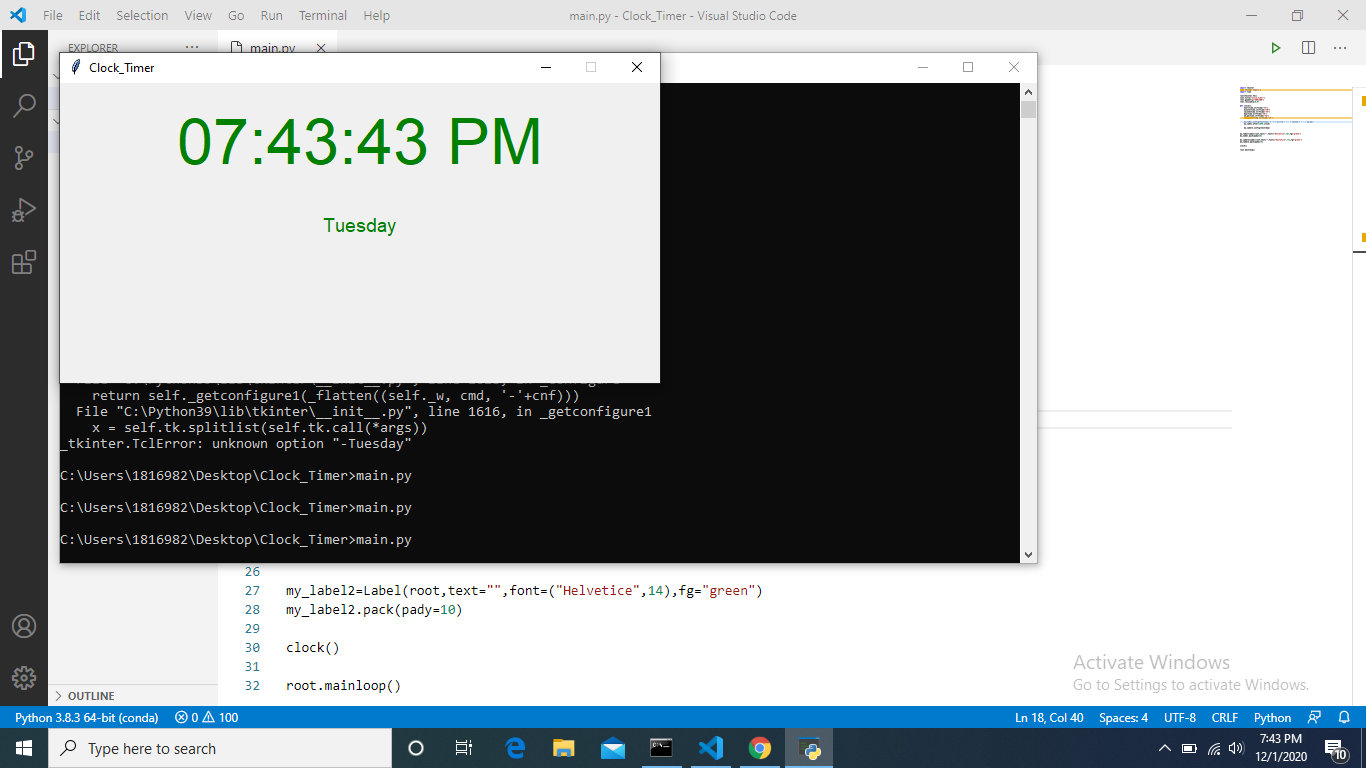 File Edit Selection View Go Run Terminal Help
main.py - Clock_Timer - Visual Studio Code
EXPLORER
main.py
Clock_Timer
07:43:43 PM
Tuesday
return self._getconfigure1(_flatten((self._w, cmd, '-'+cnf)))
File "C:\Python39\lib\tkinter\__init__.py", line 1616, in _getconfigure1
x = self.tk.splitlist(self.tk.call(*args))
_tkinter.TclError: unknown option "-Tuesday"
C:\Users\1816982\Desktop\Clock_Timer>main.py
C:\Users\1816982\Desktop\Clock_Timer>main.py
C:\Users\1816982\Desktop\Clock_Timer>main.py
26
27 my_label2=Label(root,text="",font=("Helvetice",14),fg="green")
28 my_label2.pack(pady=10)
29
30 clock()
31
32 root.mainloop()
Activate Windows
Go to Settings to activate Windows.
OUTLINE
Python 3.8.3 64-bit (conda) 0 100 Ln 18, Col 40 Spaces: 4 UTF-8 CRLF Python
Type here to search
7:43 PM
12/1/2020
10